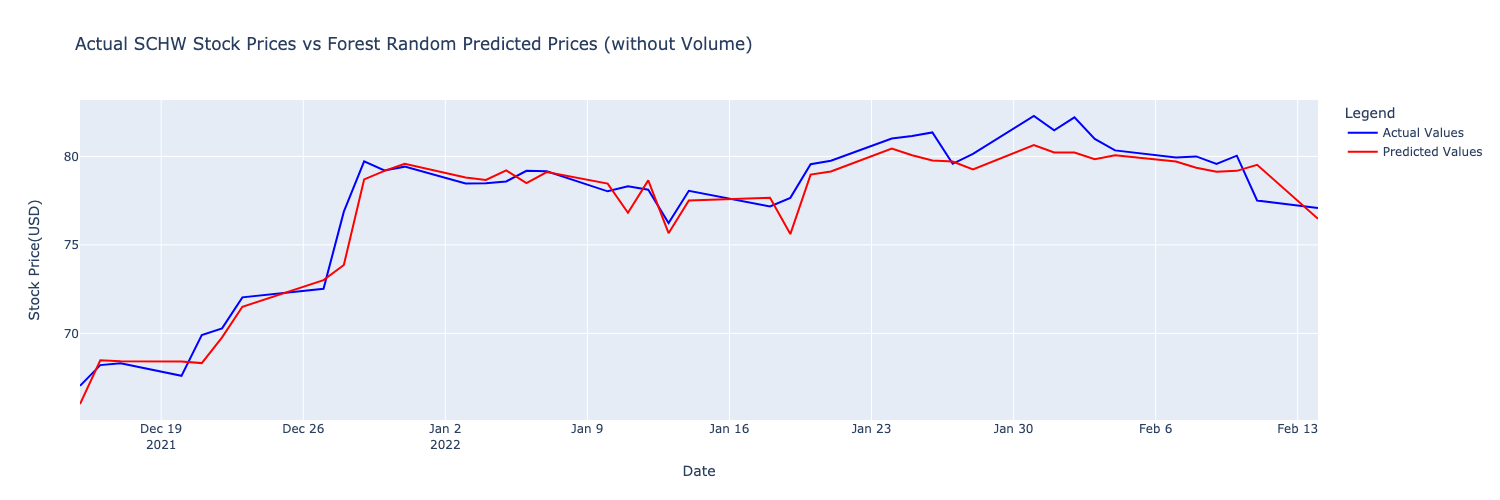 Actual SCHW Stock Prices vs Forest Random Predicted Prices (without Volume)
Legend
Actual Values
Predicted Values
Stock Price(USD)
80
75
70
Dec 19
2021
Dec 26
Jan 2
2022
Jan 9
Jan 16
Jan 23
Jan 30
Feb 6
Feb 13
Date